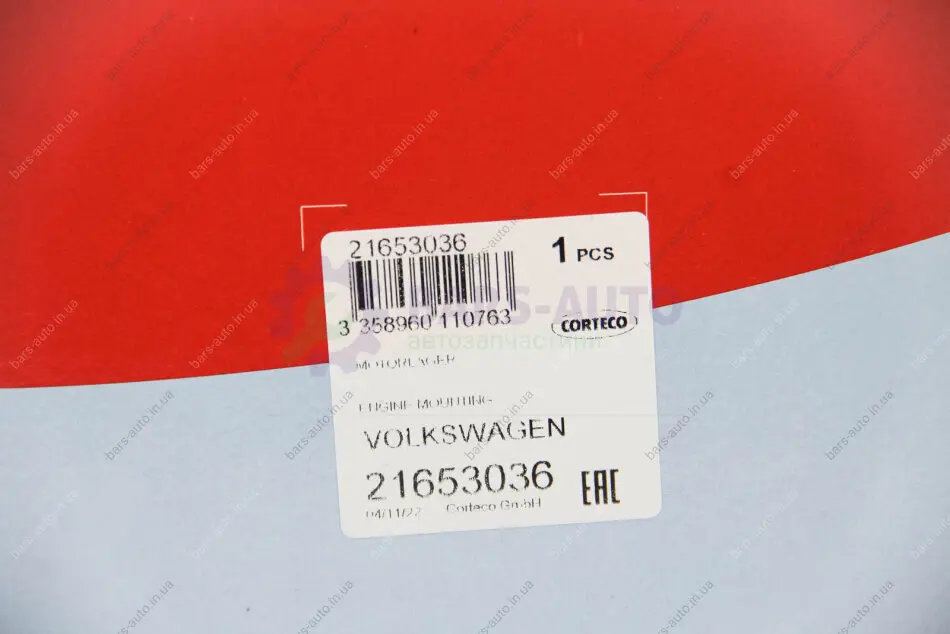 21653036
1 PCS
3 358960 110763
CORTECO
BARS-AUTO
автозапчастини
MOTORLAGER
ENGINE MOUNTING
VOLKSWAGEN
21653036
EAC
04/11/22 Corteco GmbH
bars-auto.in.ua